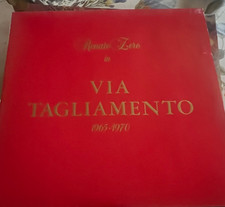 Renato Zero
in
VIA
TAGLIAMENTO
(1965-1970)